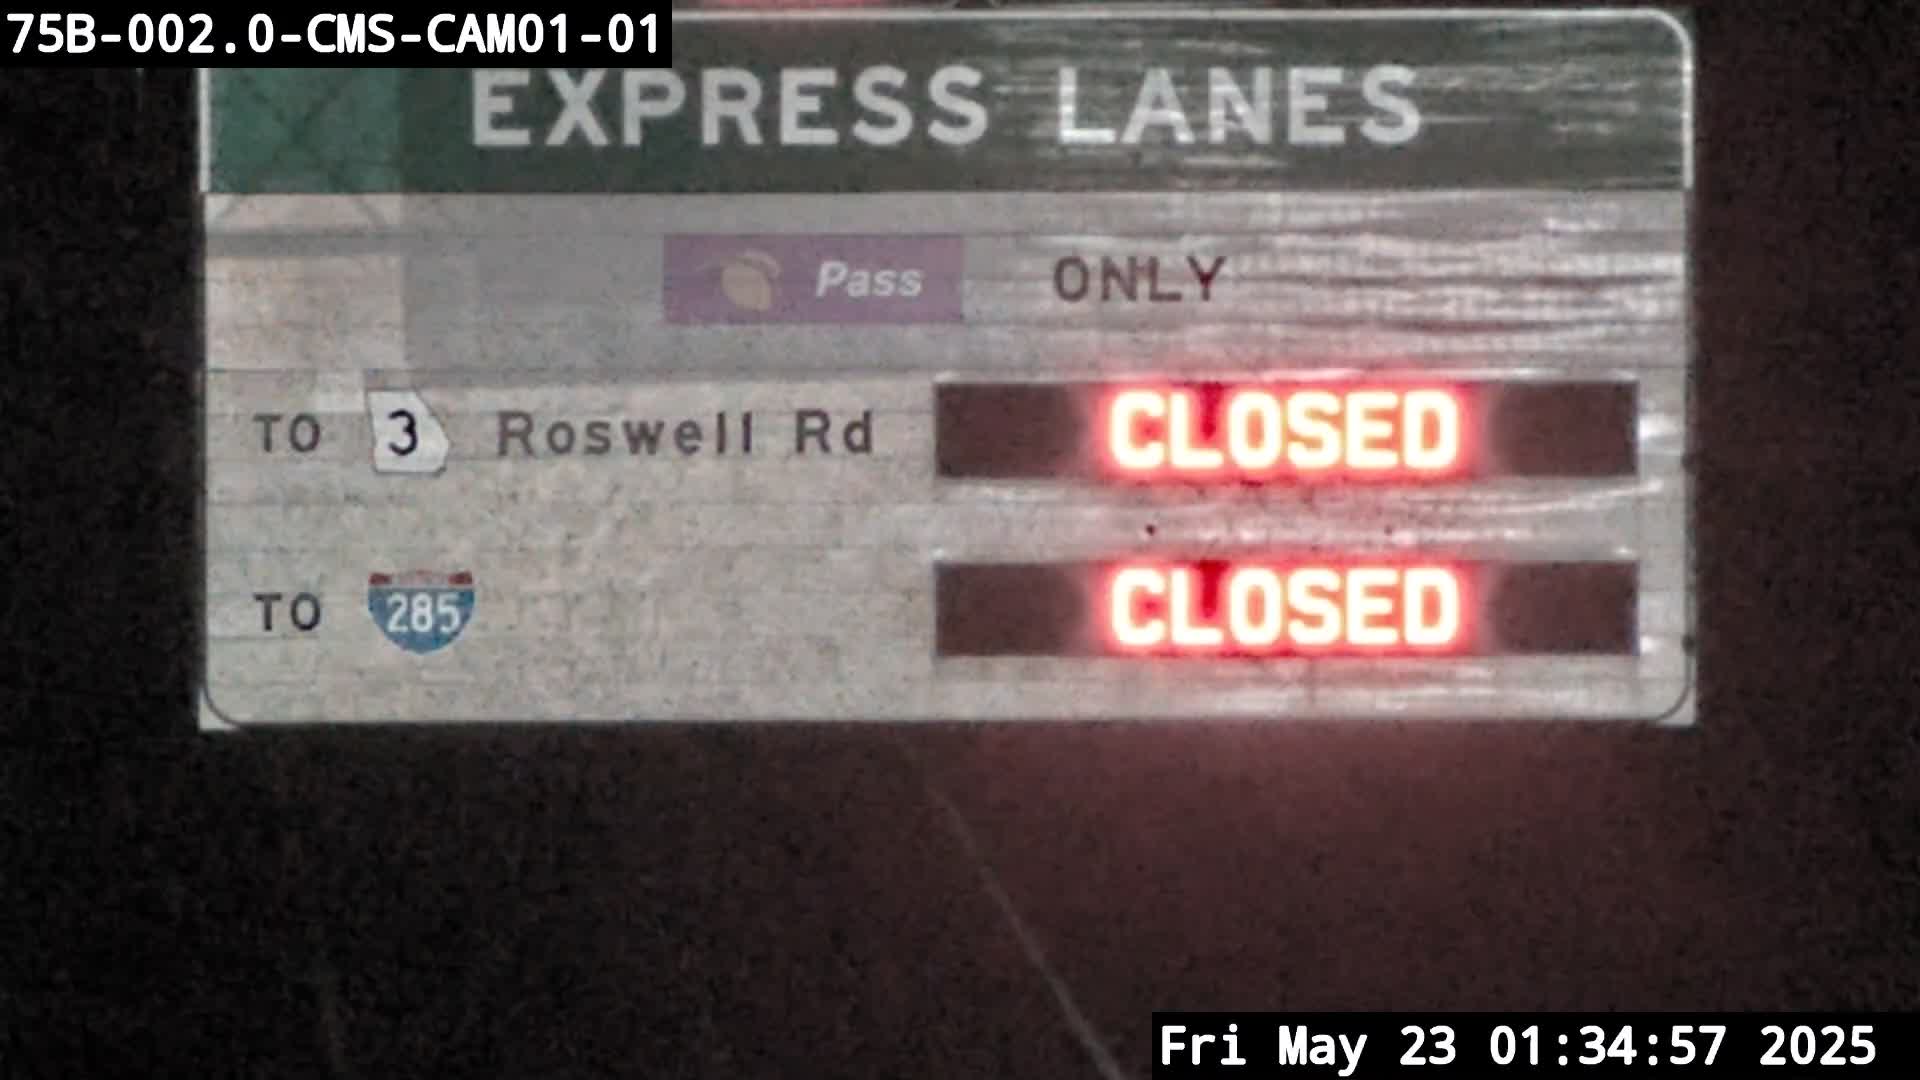 75B-002.0-CMS-CAM01-01
EXPRESS LANES
Pass ONLY
TO 3 Roswell Rd CLOSED
TO 285 CLOSED
Fri May 23 01:34:57 2025